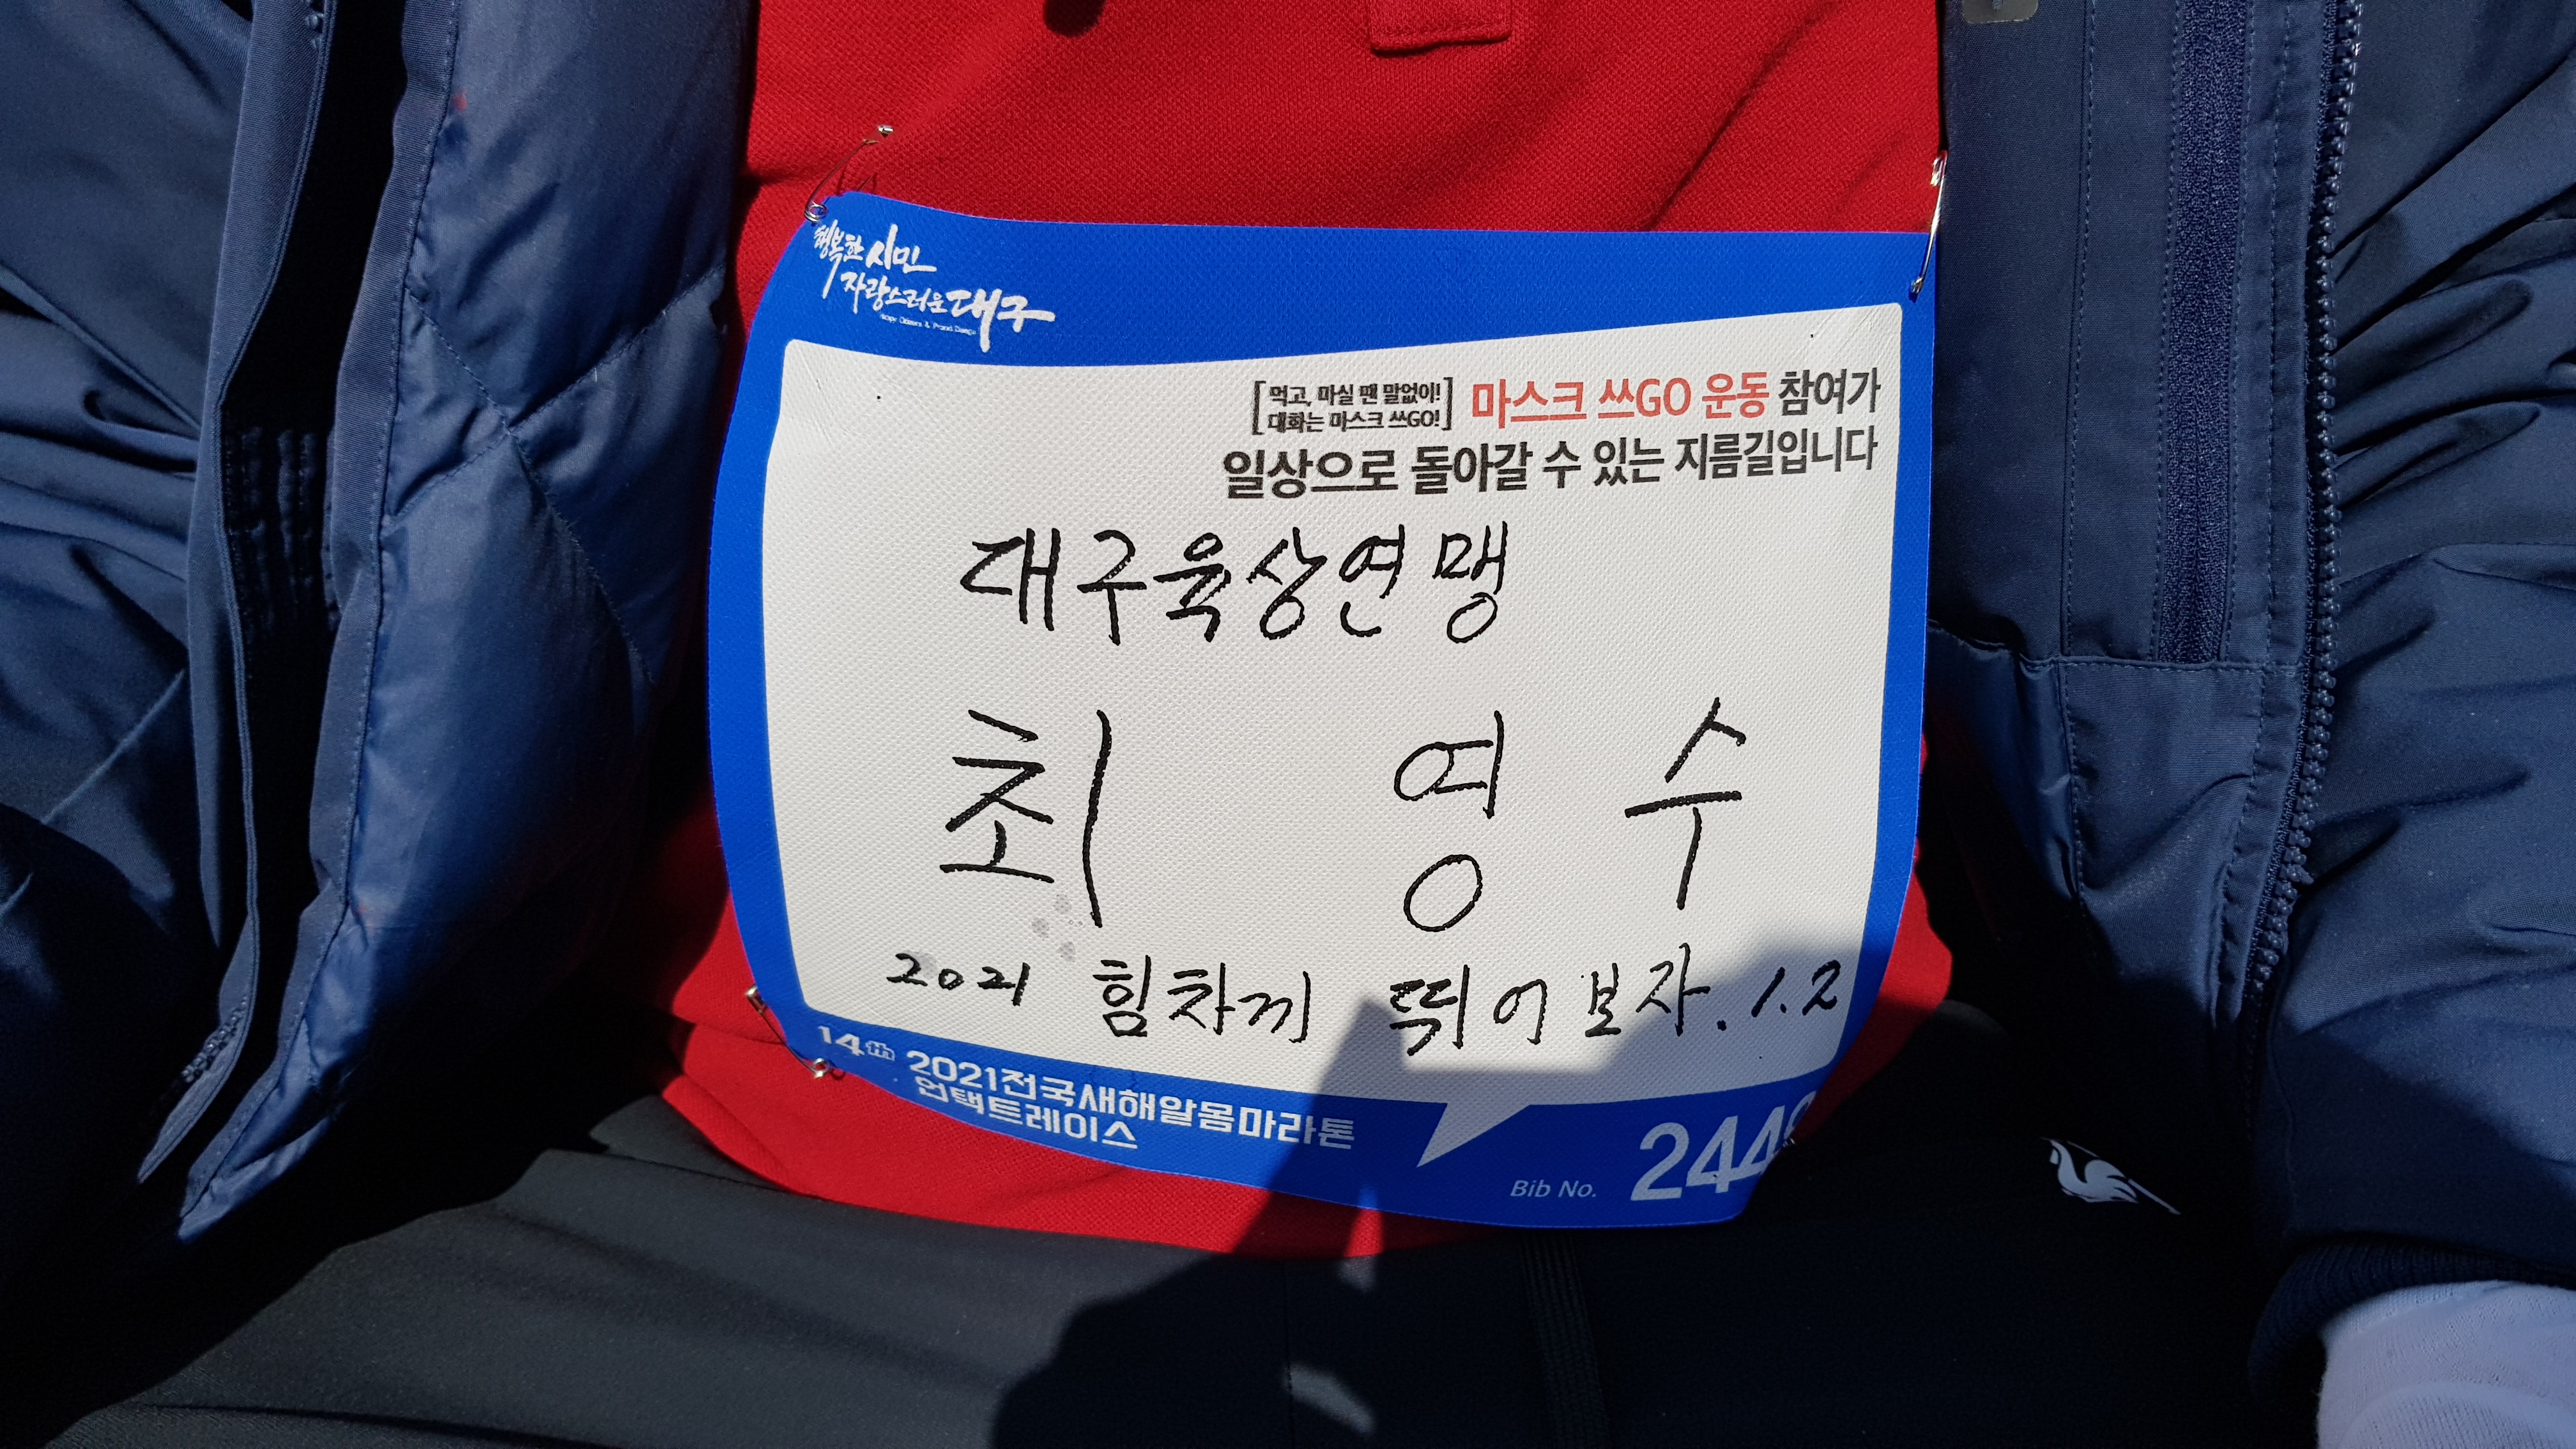 행복한 시민
자랑스러운 대구
[먹고, 마실 땐 말없이!
대화는 마스크 쓰GO!] 마스크 쓰GO 운동 참여가
일상으로 돌아갈 수 있는 지름길입니다
대구육상연맹
최 영 수
2021 힘차게 뛰어보자. 1.2
14th 2021전국새해알몸마라톤
언택트레이스
Bib No.